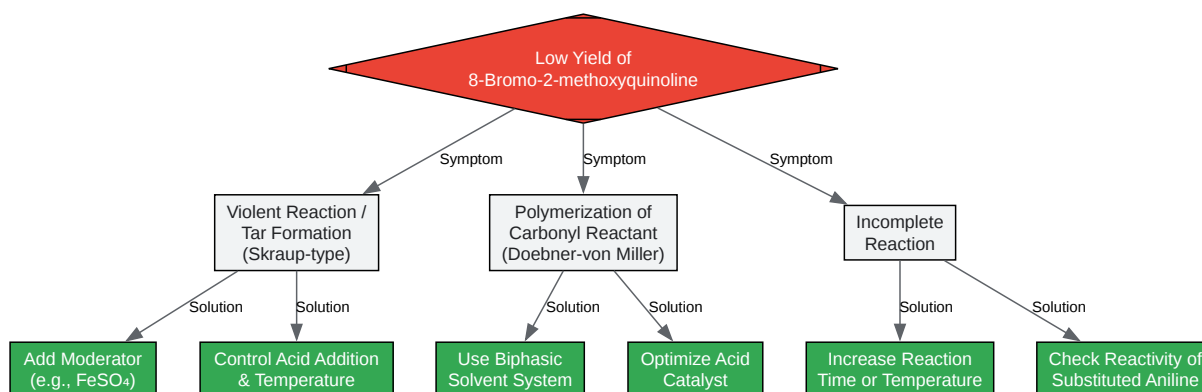 Low Yield of
8-Bromo-2-methoxyquinoline
Symptom
Symptom
Symptom
Violent Reaction /
Tar Formation
(Skraup-type)
Polymerization of
Carbonyl Reactant
(Doebner-von Miller)
Incomplete
Reaction
Solution
Solution
Solution
Solution
Solution
Solution
Add Moderator
(e.g., FeSO₄)
Control Acid Addition
& Temperature
Use Biphasic
Solvent System
Optimize Acid
Catalyst
Increase Reaction
Time or Temperature
Check Reactivity of
Substituted Aniline